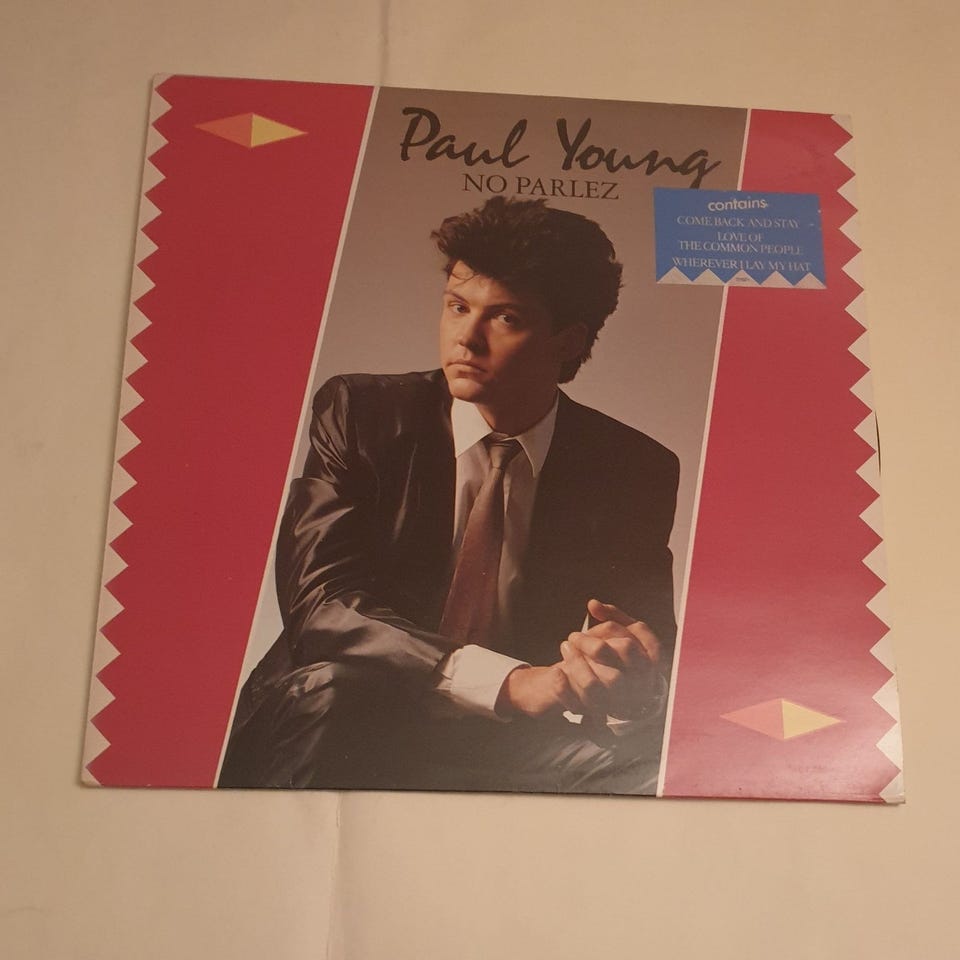 Paul Young
NO PARLEZ
contains
COME BACK AND STAY
LOVE OF
THE COMMON PEOPLE
WHEREVER I LAY MY HAT